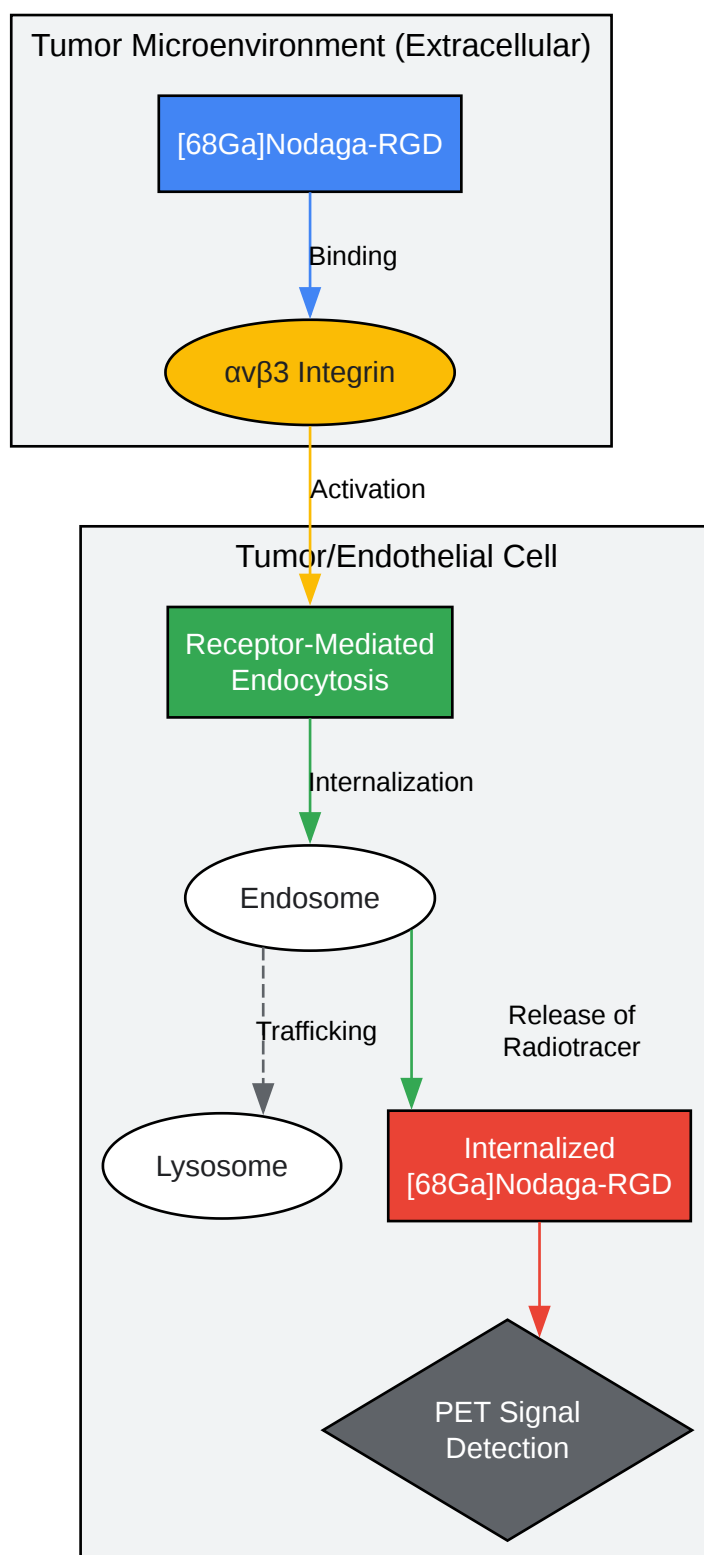 Tumor Microenvironment (Extracellular)
[68Ga]Nodaga-RGD
Binding
αvβ3 Integrin
Activation
Tumor/Endothelial Cell
Receptor-Mediated
Endocytosis
Internalization
Endosome
Trafficking
Release of
Radiotracer
Lysosome
Internalized
[68Ga]Nodaga-RGD
PET Signal
Detection